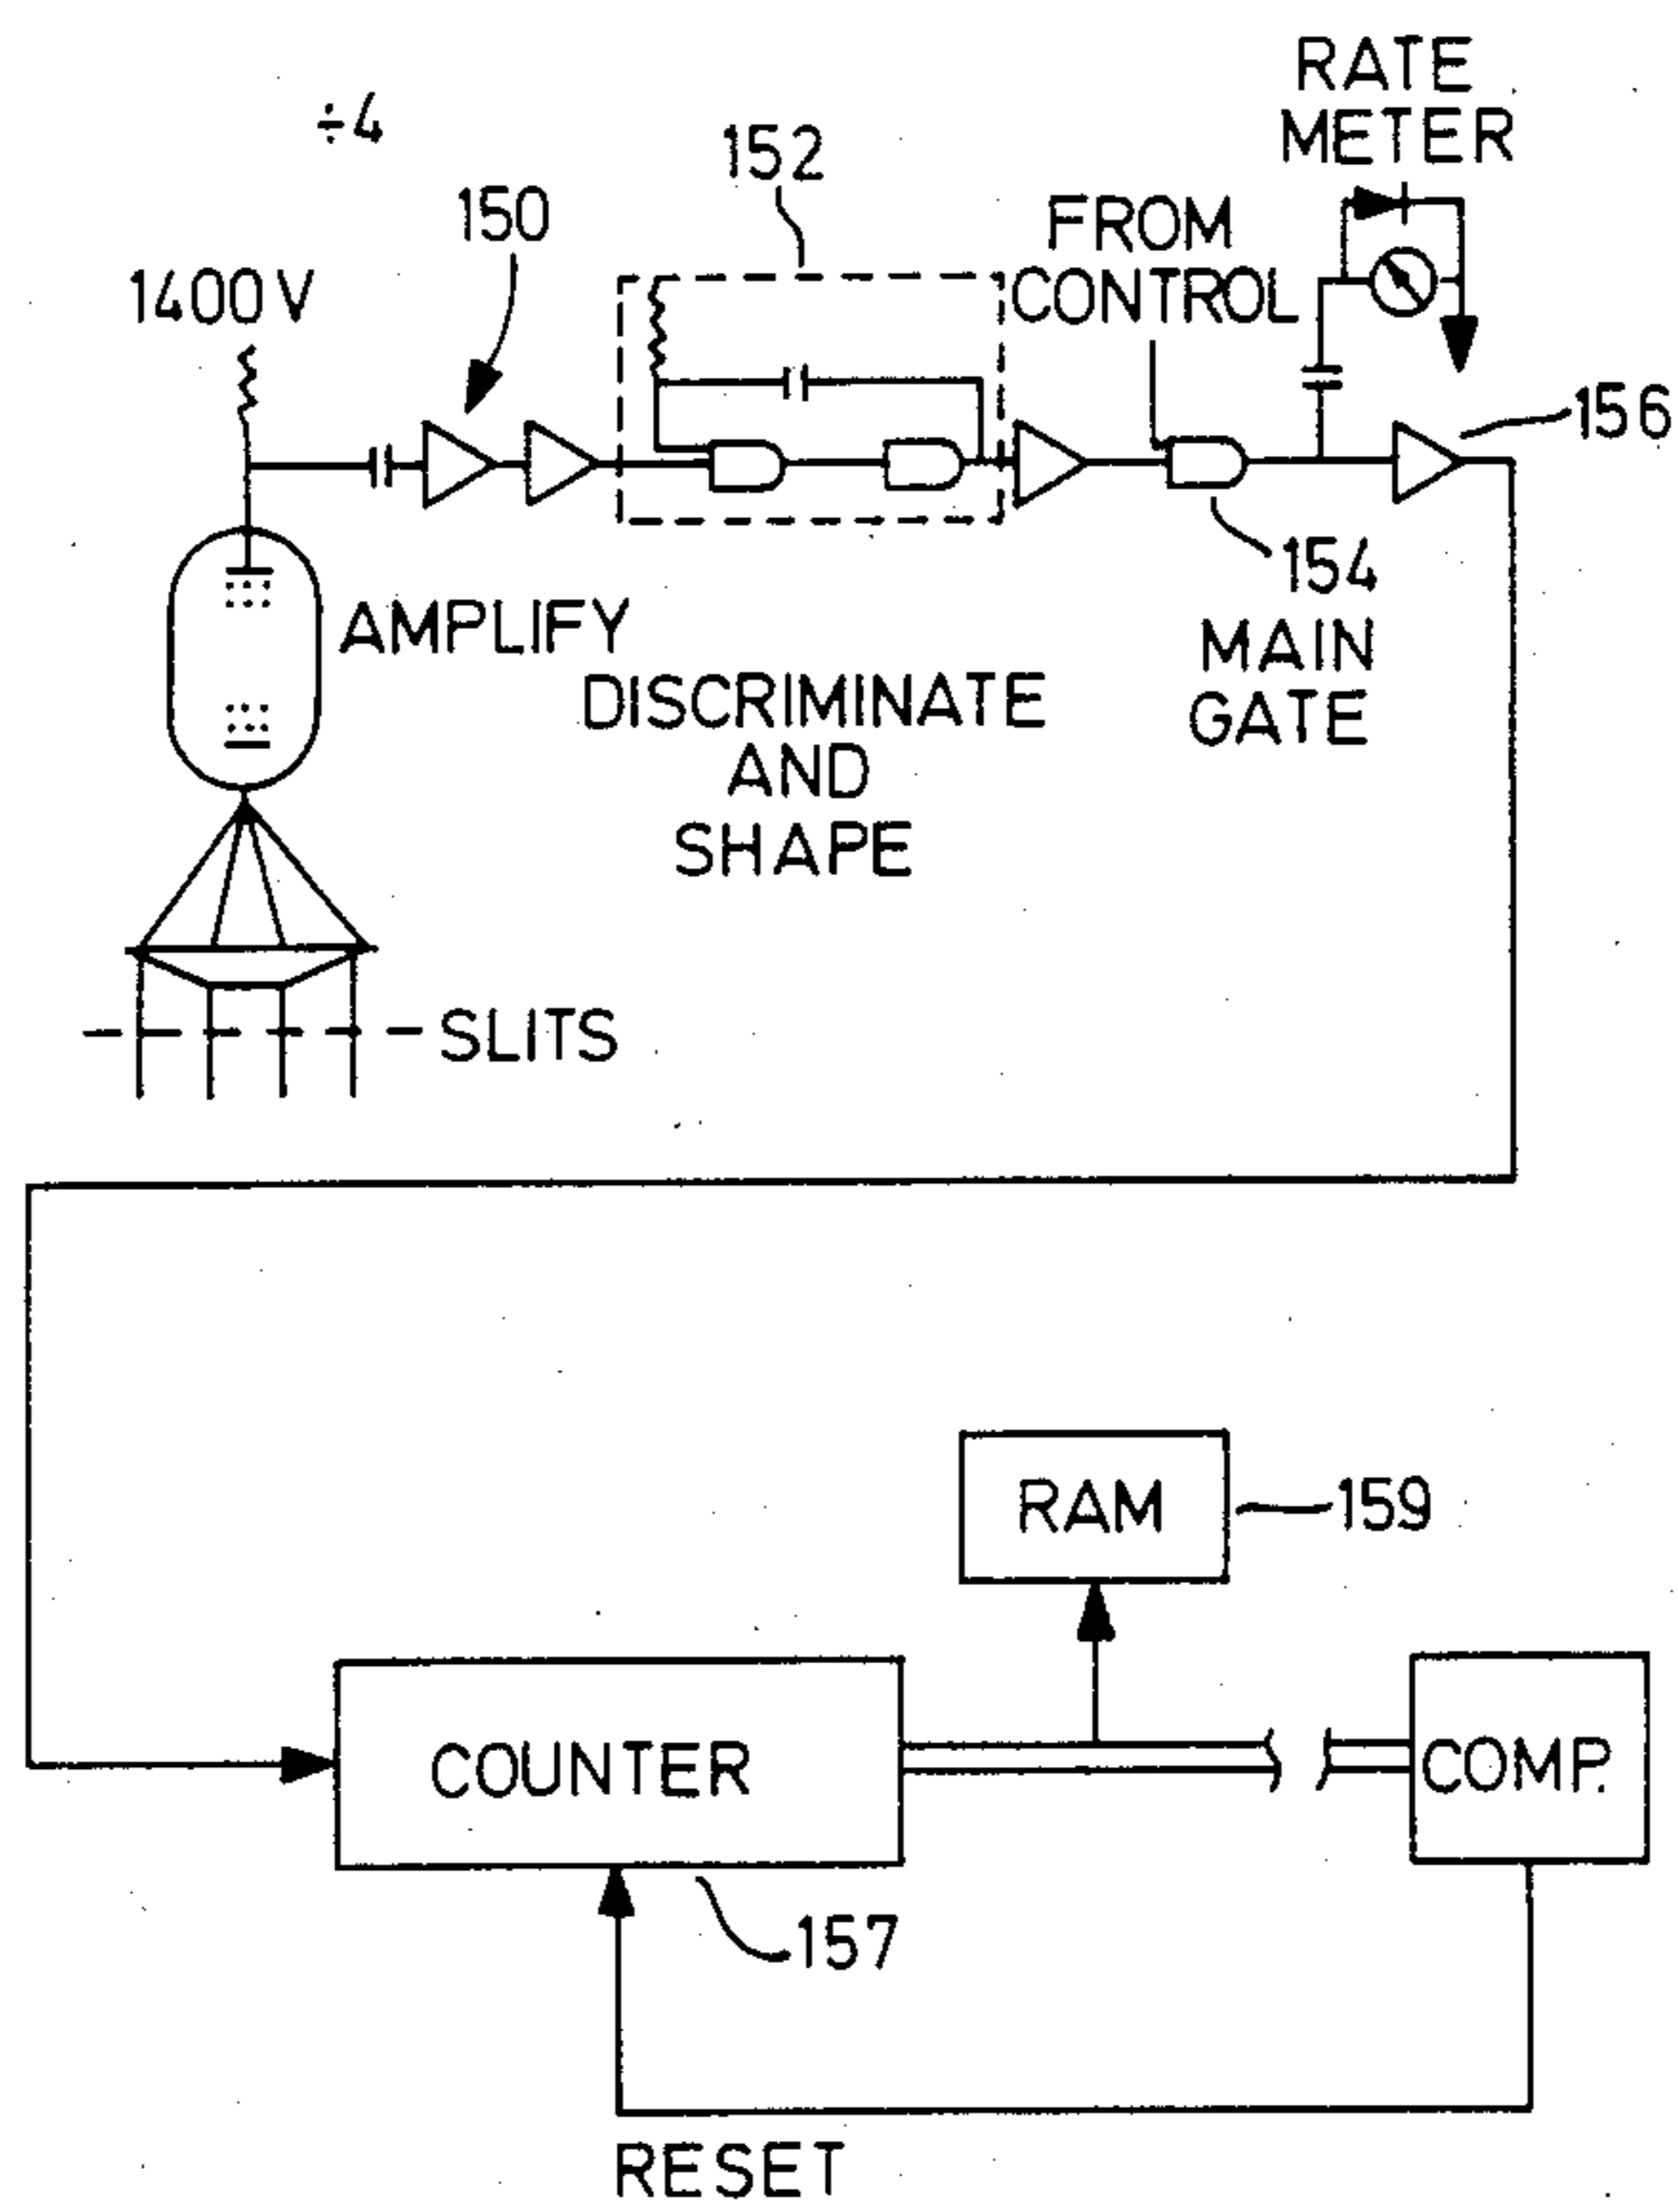 ÷4
RATE
METER
152
150
FROM
CONTROL
1400V
156
154
AMPLIFY
MAIN
GATE
DISCRIMINATE
AND
SHAPE
SLITS
RAM
159
COUNTER
COMP.
157
RESET